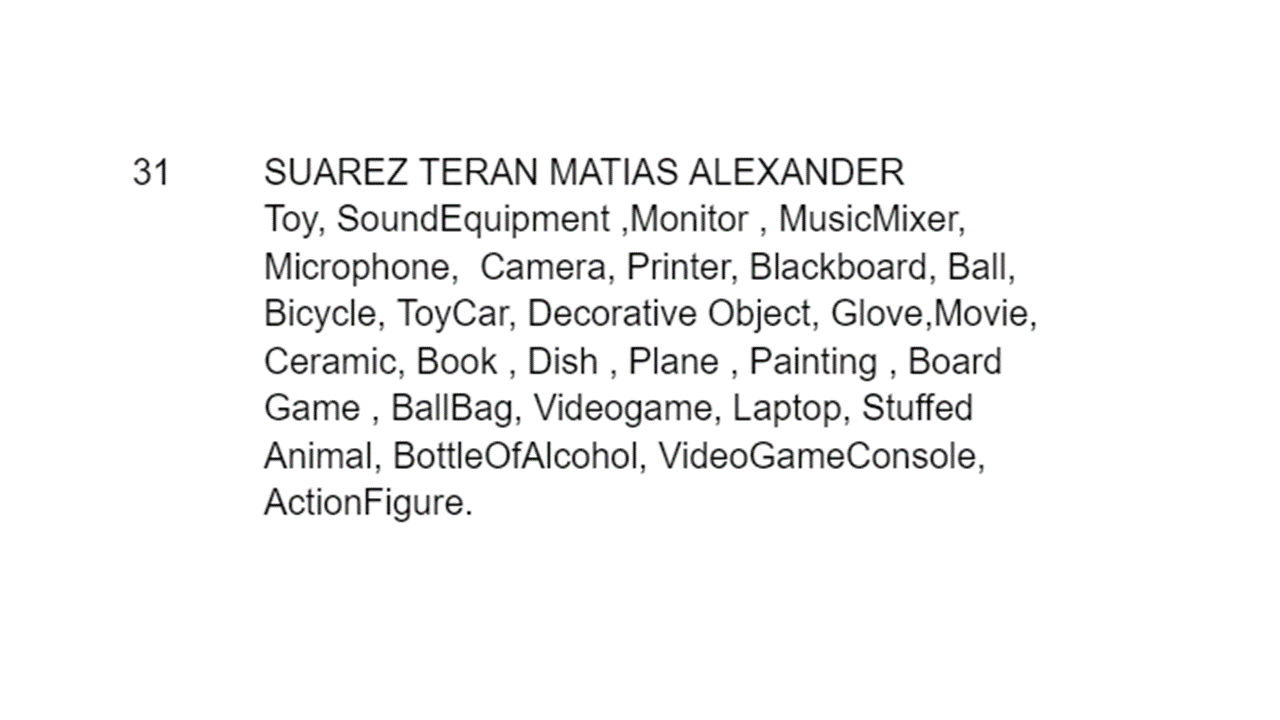 31 SUAREZ TERAN MATIAS ALEXANDER
Toy, SoundEquipment ,Monitor , MusicMixer,
Microphone,  Camera, Printer, Blackboard, Ball,
Bicycle, ToyCar, Decorative Object, Glove,Movie,
Ceramic, Book , Dish , Plane , Painting , Board
Game , BallBag, Videogame, Laptop, Stuffed
Animal, BottleOfAlcohol, VideoGameConsole,
ActionFigure.